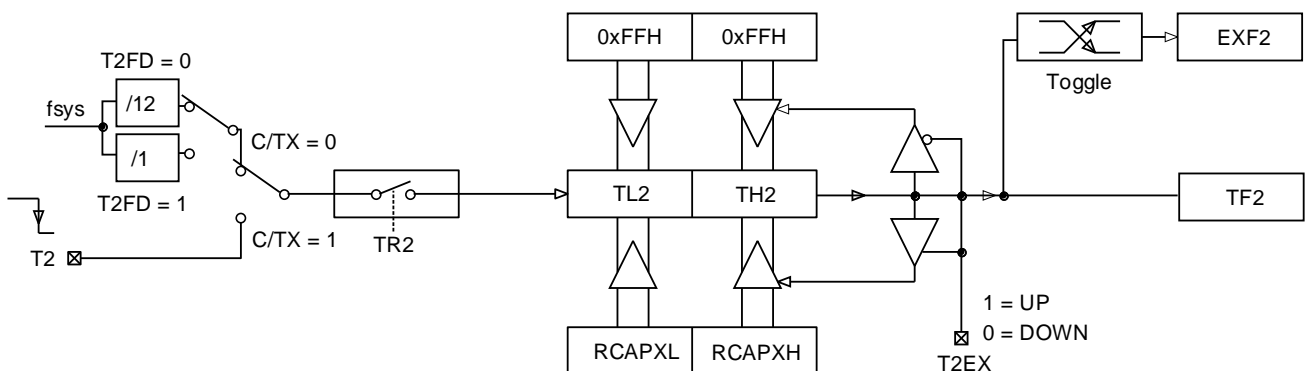 0xFFH 0xFFH
EXF2
Toggle
T2FD = 0
fsys
/12
C/TX = 0
/1
T2FD = 1
TL2 TH2
TF2
C/TX = 1
TR2
T2
1 = UP
0 = DOWN
RCAPXL RCAPXH
T2EX